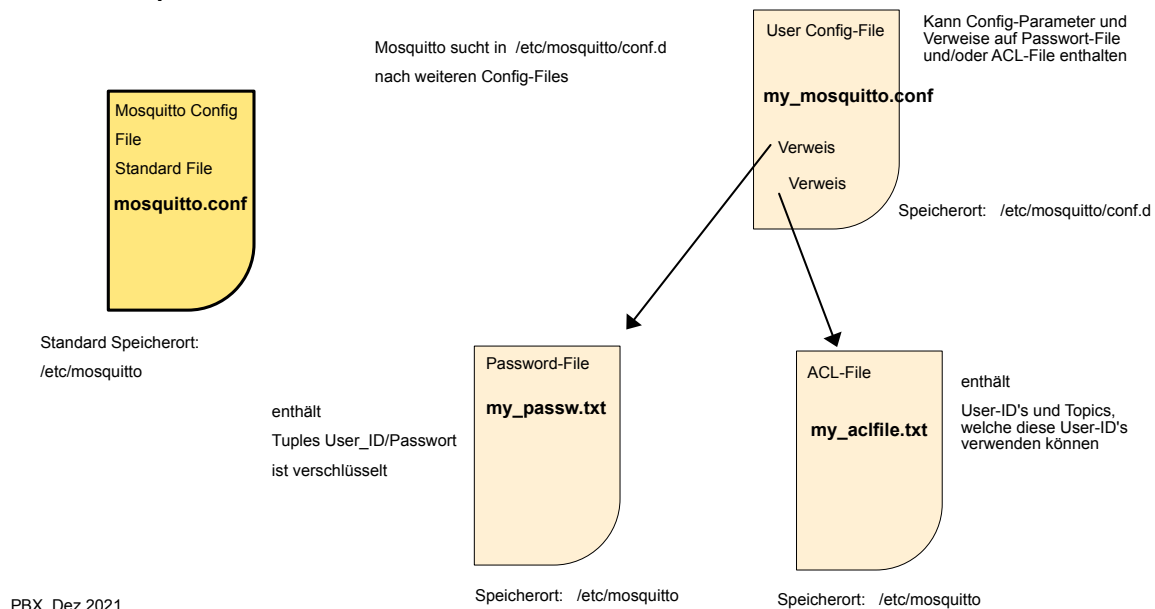 Mosquitto sucht in /etc/mosquitto/conf.d
nach weiteren Config-Files
User Config-File
my_mosquitto.conf
Verweis
Verweis
Kann Config-Parameter und
Verweise auf Passwort-File
und/oder ACL-File enthalten
Speicherort: /etc/mosquitto/conf.d
Mosquitto Config
File
Standard File
mosquitto.conf
Standard Speicherort:
/etc/mosquitto
enthält
Tuples User_ID/Passwort
ist verschlüsselt
Password-File
my_passw.txt
Speicherort: /etc/mosquitto
ACL-File
my_aclfile.txt
enthält
User-ID's und Topics,
welche diese User-ID's
verwenden können
Speicherort: /etc/mosquitto
PBX Dez 2021